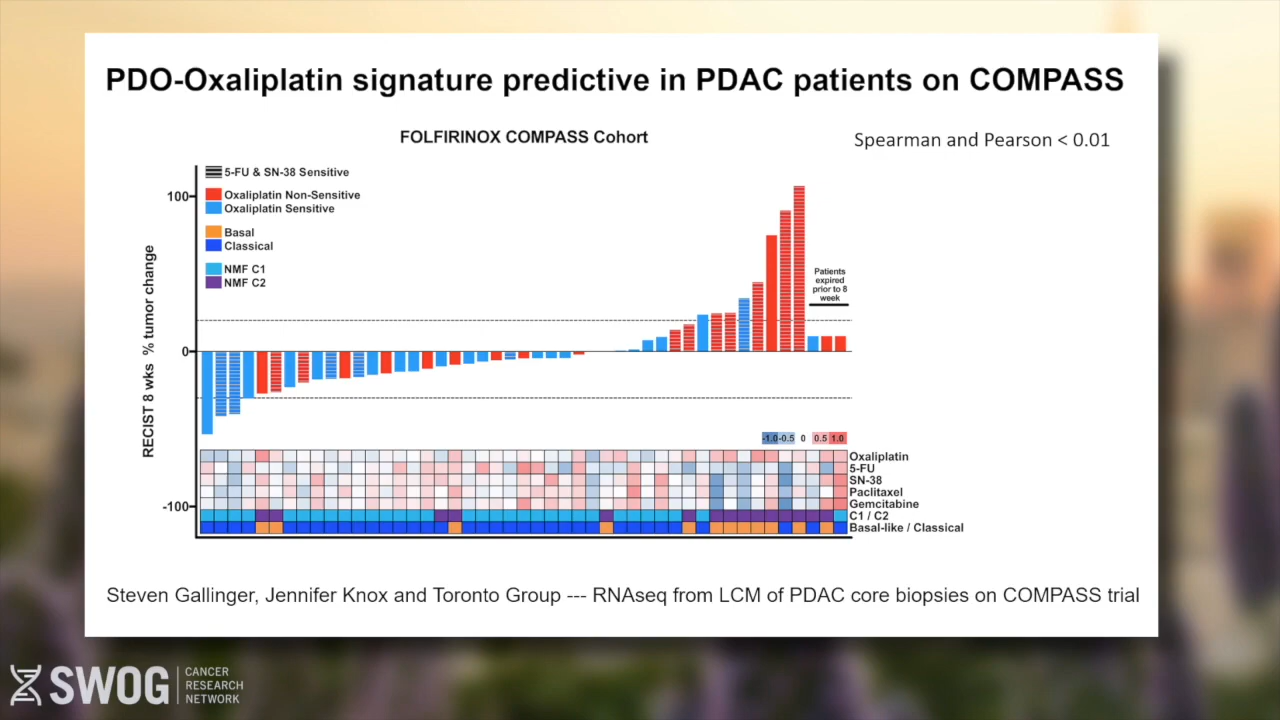 PDO-Oxaliplatin signature predictive in PDAC patients on COMPASS
FOLFIRINOX COMPASS Cohort
Spearman and Pearson < 0.01
5-FU & SN-38 Sensitive
Oxaliplatin Non-Sensitive
Oxaliplatin Sensitive
Basal
Classical
NMF C1
NMF C2
RECIST 8 wks % tumor change
100
0
-100
Patients
expired
prior to 8
week
-1.0 -0.5 0 0.5 1.0
Oxaliplatin
5-FU
SN-38
Paclitaxel
Gemcitabine
C1 / C2
Basal-like / Classical
Steven Gallinger, Jennifer Knox and Toronto Group --- RNAseq from LCM of PDAC core biopsies on COMPASS trial
SWOG
CANCER
RESEARCH
NETWORK